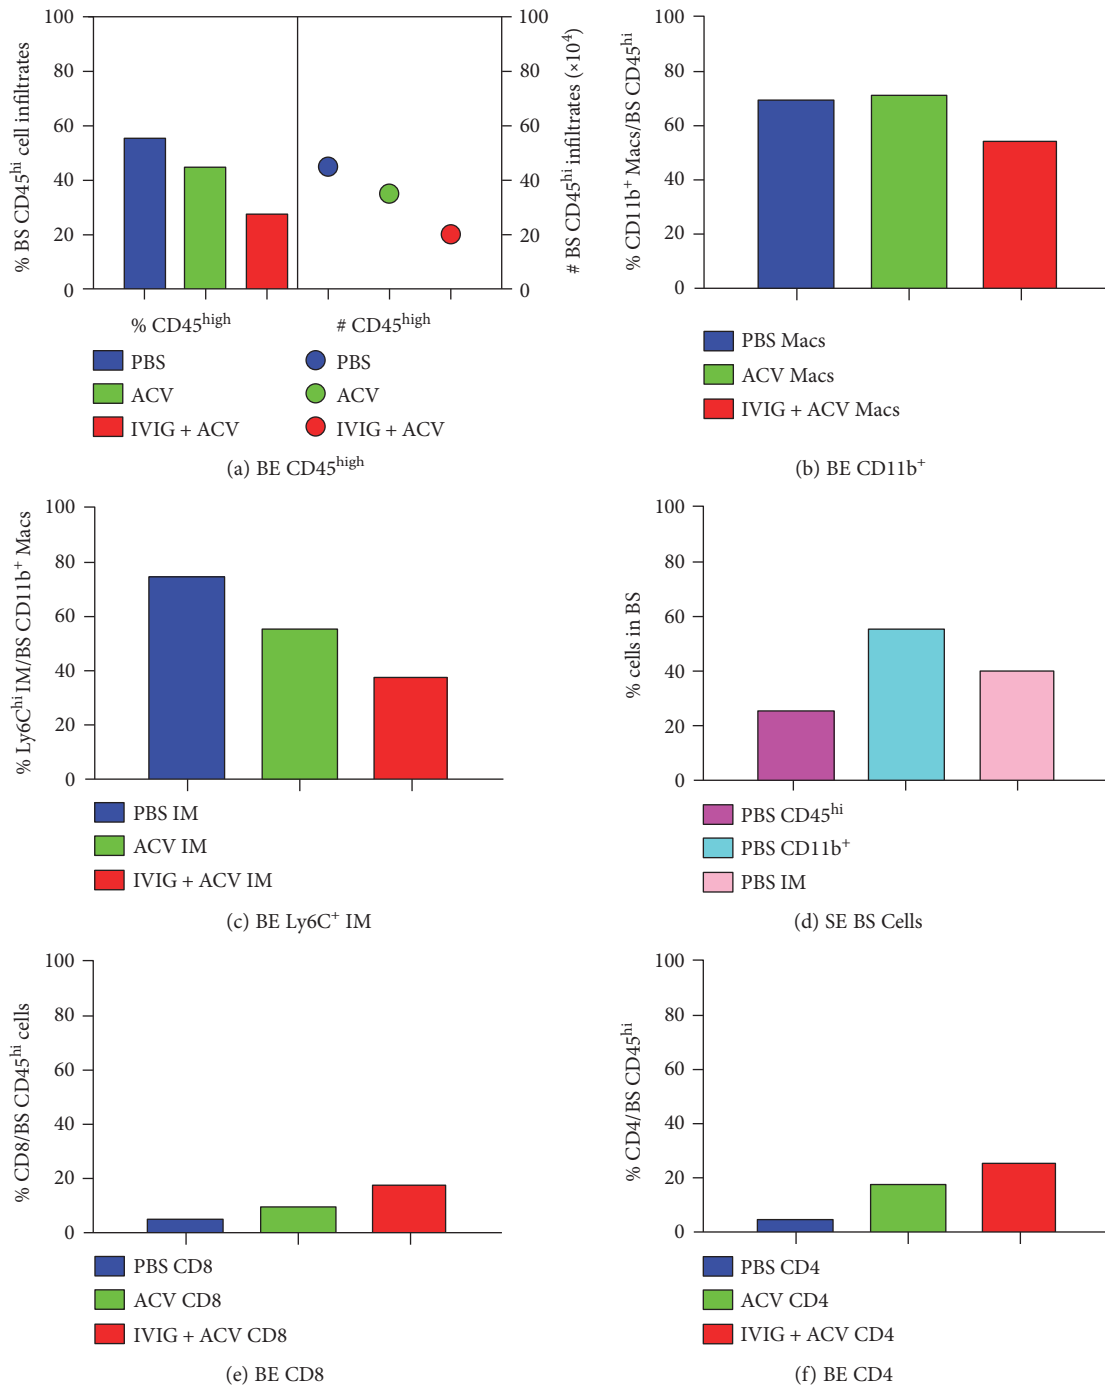 % BS CD45hi cell infiltrates
100
80
60
40
20
0
100
80
60
40
20
0
# BS CD45hi infiltrates (×104)
% CD45high
# CD45high
PBS
PBS
ACV
ACV
IVIG + ACV
IVIG + ACV
(a) BE CD45high
% CD11b+ Macs/BS CD45hi
100
80
60
40
20
0
PBS Macs
ACV Macs
IVIG + ACV Macs
(b) BE CD11b+
% Ly6Chi IM/BS CD11b+ Macs
100
80
60
40
20
0
PBS IM
ACV IM
IVIG + ACV IM
(c) BE Ly6C+ IM
% cells in BS
100
80
60
40
20
0
PBS CD45hi
PBS CD11b+
PBS IM
(d) SE BS Cells
% CD8/BS CD45hi cells
100
80
60
40
20
0
PBS CD8
ACV CD8
IVIG + ACV CD8
(e) BE CD8
% CD4/BS CD45hi
100
80
60
40
20
0
PBS CD4
ACV CD4
IVIG + ACV CD4
(f) BE CD4